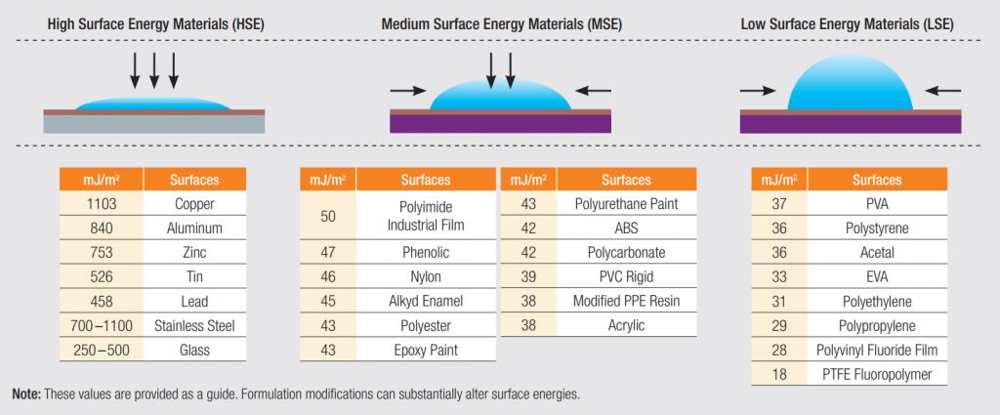 High Surface Energy Materials (HSE)
Medium Surface Energy Materials (MSE)
Low Surface Energy Materials (LSE)
mJ/m² Surfaces
1103 Copper
840 Aluminum
753 Zinc
526 Tin
458 Lead
700–1100 Stainless Steel
250–500 Glass
mJ/m² Surfaces
50 Polyimide
Industrial Film
47 Phenolic
46 Nylon
45 Alkyd Enamel
43 Polyester
43 Epoxy Paint
mJ/m² Surfaces
43 Polyurethane Paint
42 ABS
42 Polycarbonate
39 PVC Rigid
38 Modified PPE Resin
38 Acrylic
mJ/m² Surfaces
37 PVA
36 Polystyrene
36 Acetal
33 EVA
31 Polyethylene
29 Polypropylene
28 Polyvinyl Fluoride Film
18 PTFE Fluoropolymer
Note: These values are provided as a guide. Formulation modifications can substantially alter surface energies.